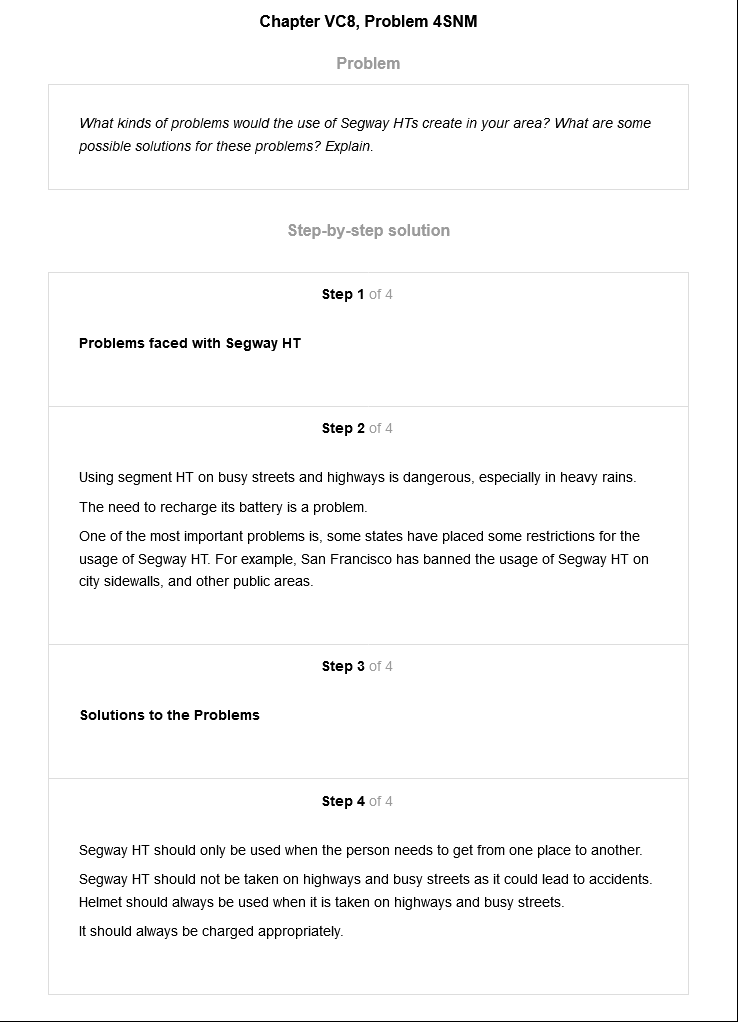 Chapter VC8, Problem 4SNM
Problem
What kinds of problems would the use of Segway HTs create in your area? What are some
possible solutions for these problems? Explain.
Step-by-step solution
Step 1 of 4
Problems faced with Segway HT
Step 2 of 4
Using segment HT on busy streets and highways is dangerous, especially in heavy rains.
The need to recharge its battery is a problem.
One of the most important problems is, some states have placed some restrictions for the
usage of Segway HT. For example, San Francisco has banned the usage of Segway HT on
city sidewalls, and other public areas.
Step 3 of 4
Solutions to the Problems
Step 4 of 4
Segway HT should only be used when the person needs to get from one place to another.
Segway HT should not be taken on highways and busy streets as it could lead to accidents.
Helmet should always be used when it is taken on highways and busy streets.
It should always be charged appropriately.